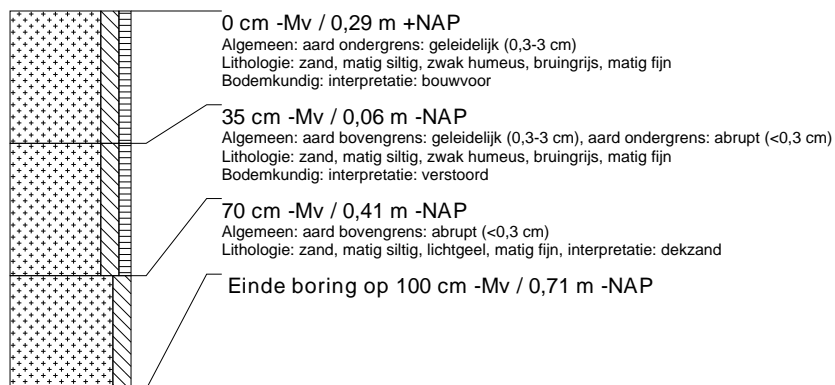 0 cm -Mv / 0,29 m +NAP
Algemeen: aard ondergrens: geleidelijk (0,3-3 cm)
Lithologie: zand, matig siltig, zwak humeus, bruingrijs, matig fijn
Bodemkundig: interpretatie: bouwvoor
35 cm -Mv / 0,06 m -NAP
Algemeen: aard bovengrens: geleidelijk (0,3-3 cm), aard ondergrens: abrupt (<0,3 cm)
Lithologie: zand, matig siltig, zwak humeus, bruingrijs, matig fijn
Bodemkundig: interpretatie: verstoord
70 cm -Mv / 0,41 m -NAP
Algemeen: aard bovengrens: abrupt (<0,3 cm)
Lithologie: zand, matig siltig, lichtgeel, matig fijn, interpretatie: dekzand
Einde boring op 100 cm -Mv / 0,71 m -NAP